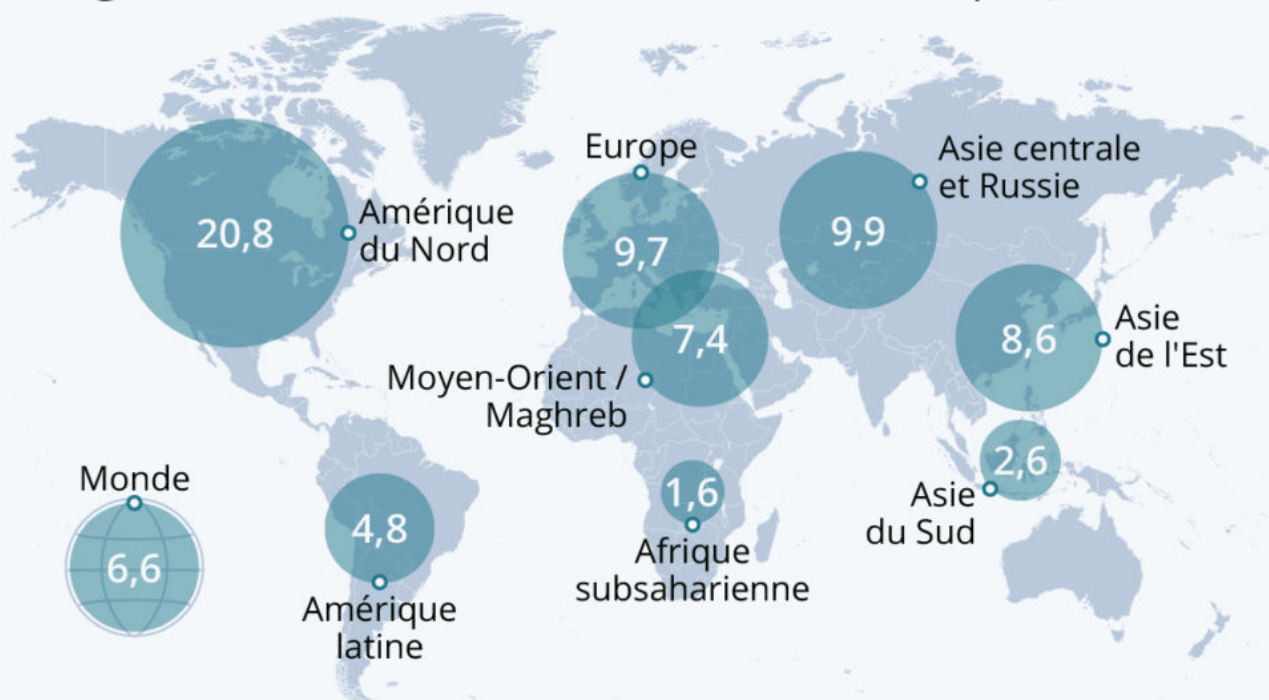 Europe
9,7
Asie centrale
et Russie
9,9
20,8
Amérique
du Nord
7,4
Moyen-Orient /
Maghreb
8,6
Asie
de l'Est
2,6
Asie
du Sud
1,6
Afrique
subsaharienne
4,8
Amérique
latine
Monde
6,6